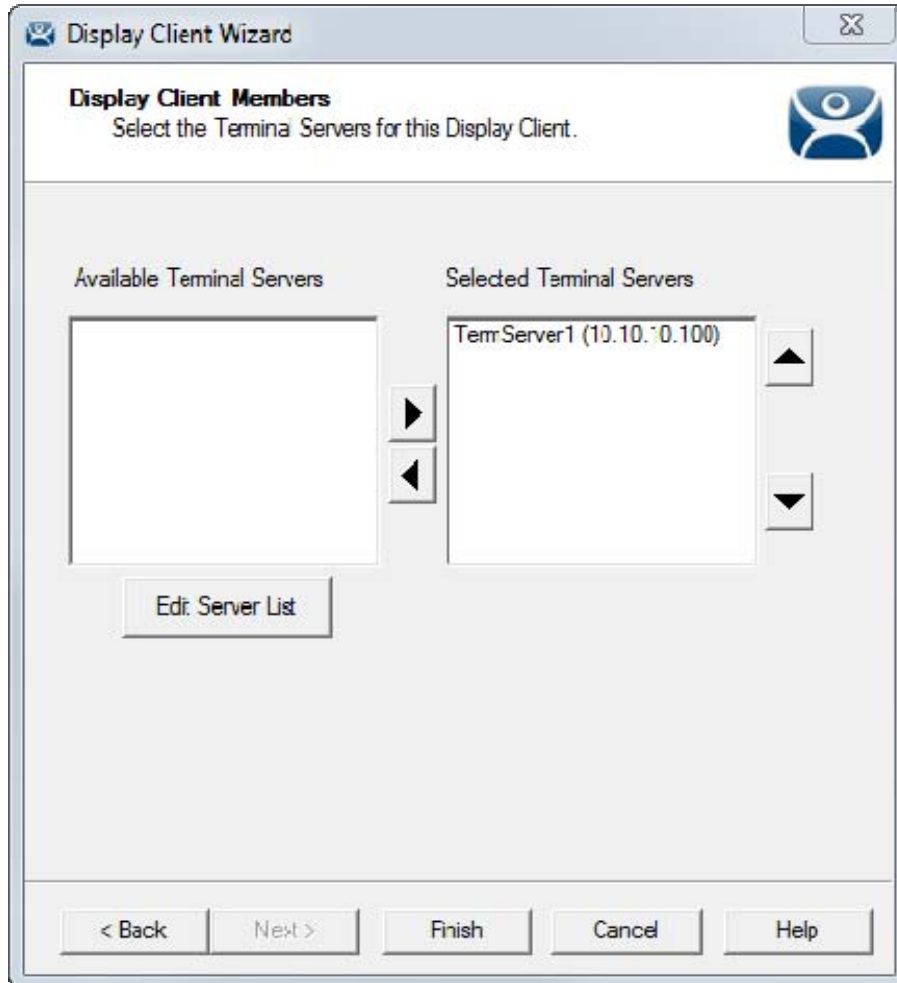 Display Client Wizard
Display Client Members
Select the Terminal Servers for this Display Client.
Available Terminal Servers
Selected Terminal Servers
TermServer1 (10.10.10.100)
Edit Server List
< Back
Next >
Finish
Cancel
Help